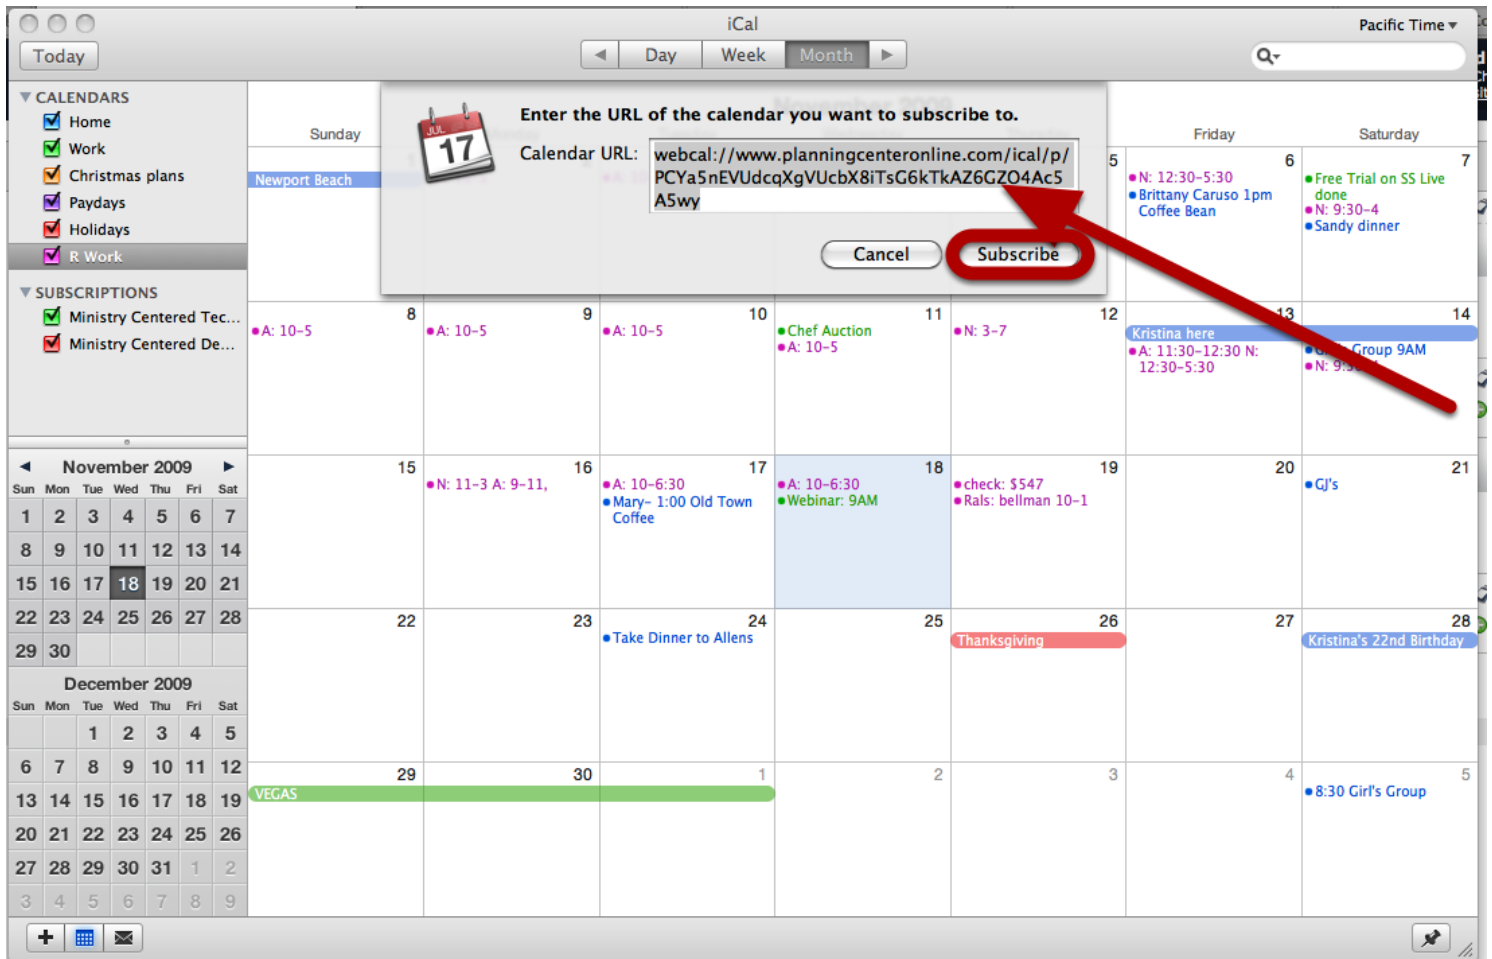 iCal
Pacific Time
Today
Day
Week
Month
CALENDARS
Home
Work
Christmas plans
Paydays
Holidays
R Work
SUBSCRIPTIONS
Ministry Centered Tec...
Ministry Centered De...
JUL
17
Enter the URL of the calendar you want to subscribe to.
Calendar URL:
webcal://www.planningcenteronline.com/ical/p/
PCYa5nEVUdcqXgVUcbX8iTsG6kTkAZ6GZO4Ac5
A5wy
Cancel
Subscribe
November 2009
Sunday
Friday
Saturday
Newport Beach
5
6
N: 12:30-5:30
Brittany Caruso 1pm
Coffee Bean
7
Free Trial on SS Live
done
N: 9:30-4
Sandy dinner
8
A: 10-5
9
A: 10-5
10
A: 10-5
11
Chef Auction
A: 10-5
12
N: 3-7
13
Kristina here
A: 11:30-12:30 N:
12:30-5:30
14
Group 9AM
15
16
N: 11-3 A: 9-11,
17
A: 10-6:30
Mary- 1:00 Old Town
Coffee
18
A: 10-6:30
Webinar: 9AM
19
check: $547
Rals: bellman 10-1
20
21
GJ's
22
23
24
Take Dinner to Allens
25
26
Thanksgiving
27
28
Kristina's 22nd Birthday
29
30
1
VEGAS
2
3
4
5
8:30 Girl's Group
November 2009
Sun Mon Tue Wed Thu Fri Sat
1 2 3 4 5 6 7
8 9 10 11 12 13 14
15 16 17 18 19 20 21
22 23 24 25 26 27 28
29 30
December 2009
Sun Mon Tue Wed Thu Fri Sat
1 2 3 4 5
6 7 8 9 10 11 12
13 14 15 16 17 18 19
20 21 22 23 24 25 26
27 28 29 30 31 1 2
3 4 5 6 7 8 9